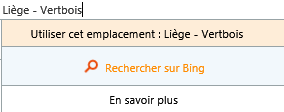 Liège - Vertbois
Utiliser cet emplacement : Liège - Vertbois
Rechercher sur Bing
En savoir plus